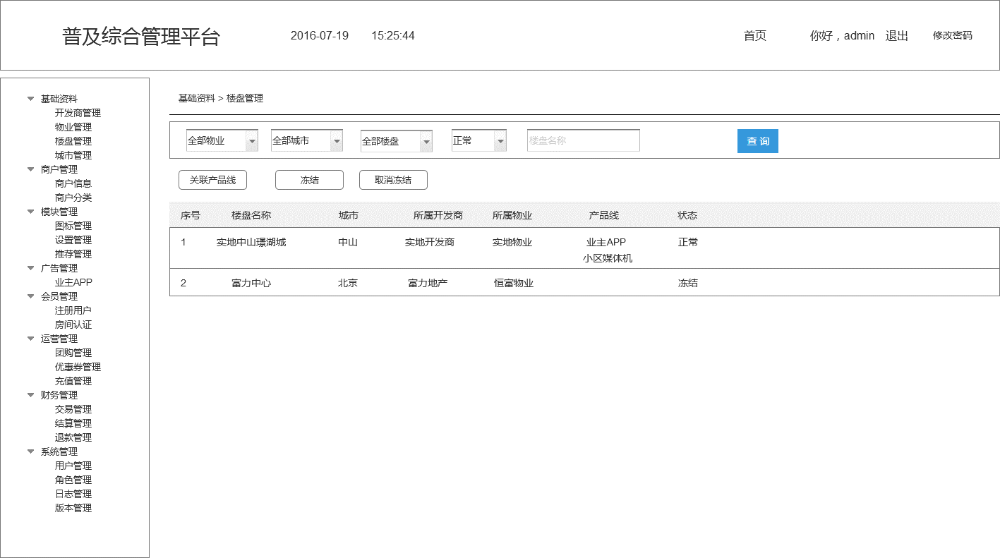 普及综合管理平台 2016-07-19 15:25:44 首页 你好，admin 退出 修改密码
基础资料
开发商管理
物业管理
楼盘管理
城市管理
商户管理
商户信息
商户分类
模块管理
图标管理
设置管理
推荐管理
广告管理
业主APP
会员管理
注册用户
房间认证
运营管理
团购管理
优惠券管理
充值管理
财务管理
交易管理
结算管理
退款管理
系统管理
用户管理
角色管理
日志管理
版本管理
基础资料 > 楼盘管理
全部物业 全部城市 全部楼盘 正常 楼盘名称 查 询
关联产品线 冻结 取消冻结
序号 楼盘名称 城市 所属开发商 所属物业 产品线 状态
1 实地中山璟湖城 中山 实地开发商 实地物业 业主APP 正常
小区媒体机
2 富力中心 北京 富力地产 恒富物业 冻结